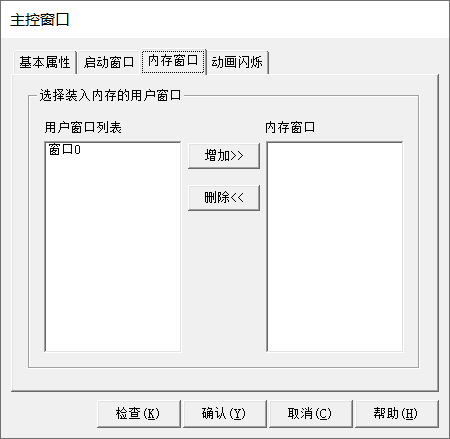 主控窗口
基本属性 启动窗口 内存窗口 动画闪烁
选择装入内存的用户窗口
用户窗口列表 内存窗口
窗口0
增加>>
删除<<
检查(K) 确认(Y) 取消(C) 帮助(H)